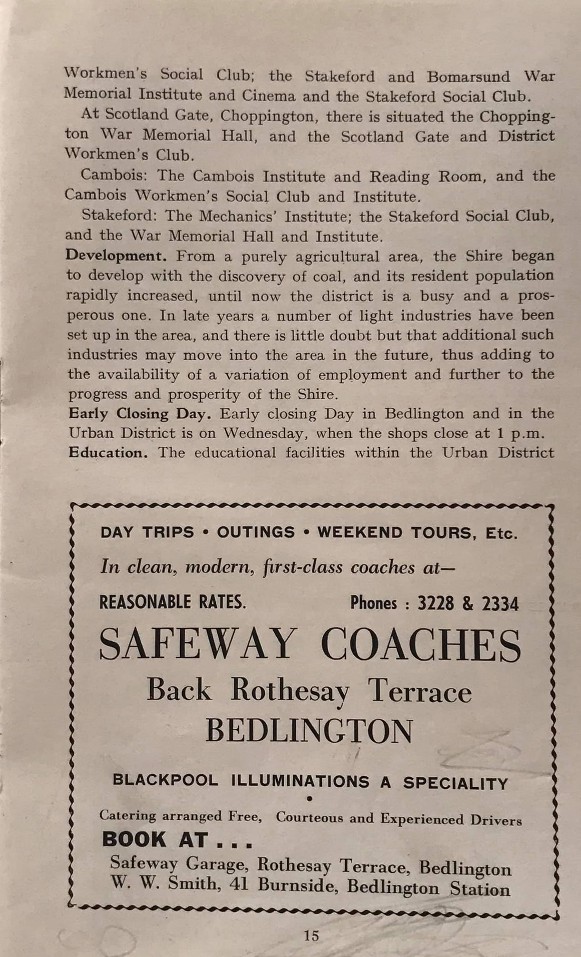 Workmen's Social Club; the Stakeford and Bomarsund War
Memorial Institute and Cinema and the Stakeford Social Club.
At Scotland Gate, Choppington, there is situated the Chopping-
ton War Memorial Hall, and the Scotland Gate and District
Workmen's Club.
Cambois: The Cambois Institute and Reading Room, and the
Cambois Workmen's Social Club and Institute.
Stakeford: The Mechanics' Institute; the Stakeford Social Club,
and the War Memorial Hall and Institute.
Development. From a purely agricultural area, the Shire began
to develop with the discovery of coal, and its resident population
rapidly increased, until now the district is a busy and a pros-
perous one. In late years a number of light industries have been
set up in the area, and there is little doubt but that additional such
industries may move into the area in the future, thus adding to
the availability of a variation of employment and further to the
progress and prosperity of the Shire.
Early Closing Day. Early closing Day in Bedlington and in the
Urban District is on Wednesday, when the shops close at 1 p.m.
Education. The educational facilities within the Urban District
DAY TRIPS • OUTINGS • WEEKEND TOURS, Etc.
In clean, modern, first-class coaches at—
REASONABLE RATES. Phones : 3228 & 2334
SAFEWAY COACHES
Back Rothesay Terrace
BEDLINGTON
BLACKPOOL ILLUMINATIONS A SPECIALITY
•
Catering arranged Free, Courteous and Experienced Drivers
BOOK AT . . .
Safeway Garage, Rothesay Terrace, Bedlington
W. W. Smith, 41 Burnside, Bedlington Station
15